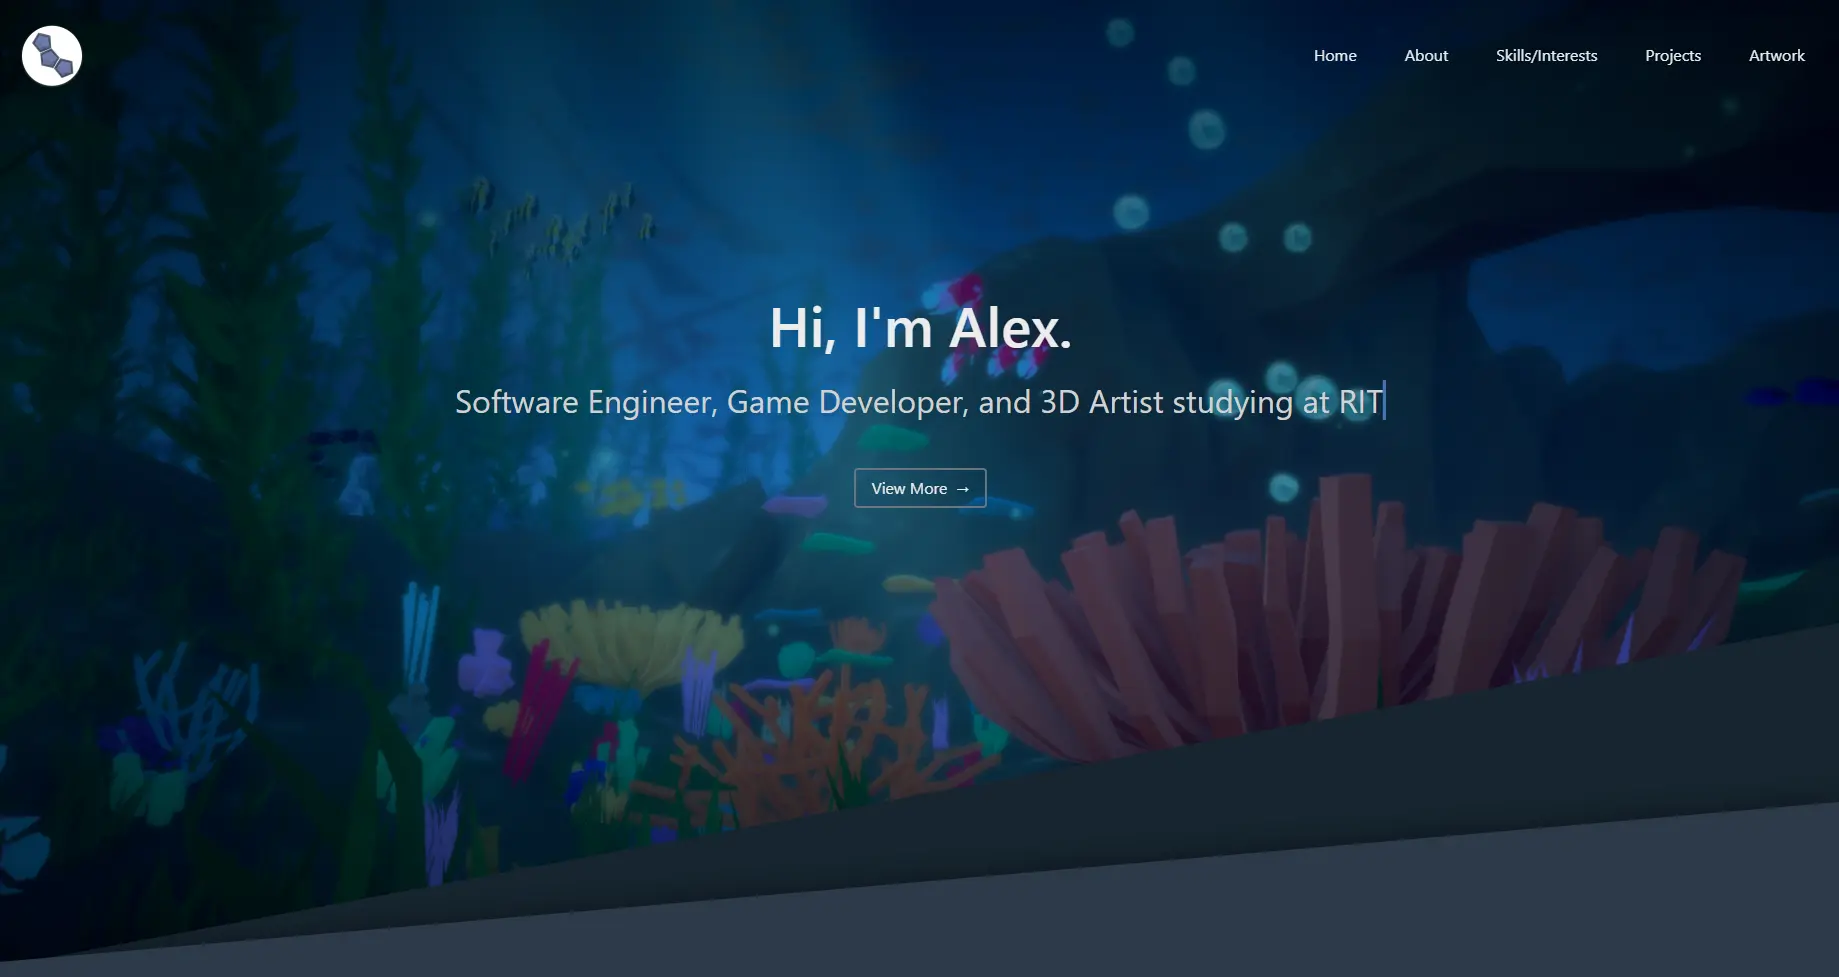 Home
About
Skills/Interests
Projects
Artwork
Hi, I'm Alex.
Software Engineer, Game Developer, and 3D Artist studying at RIT
View More →